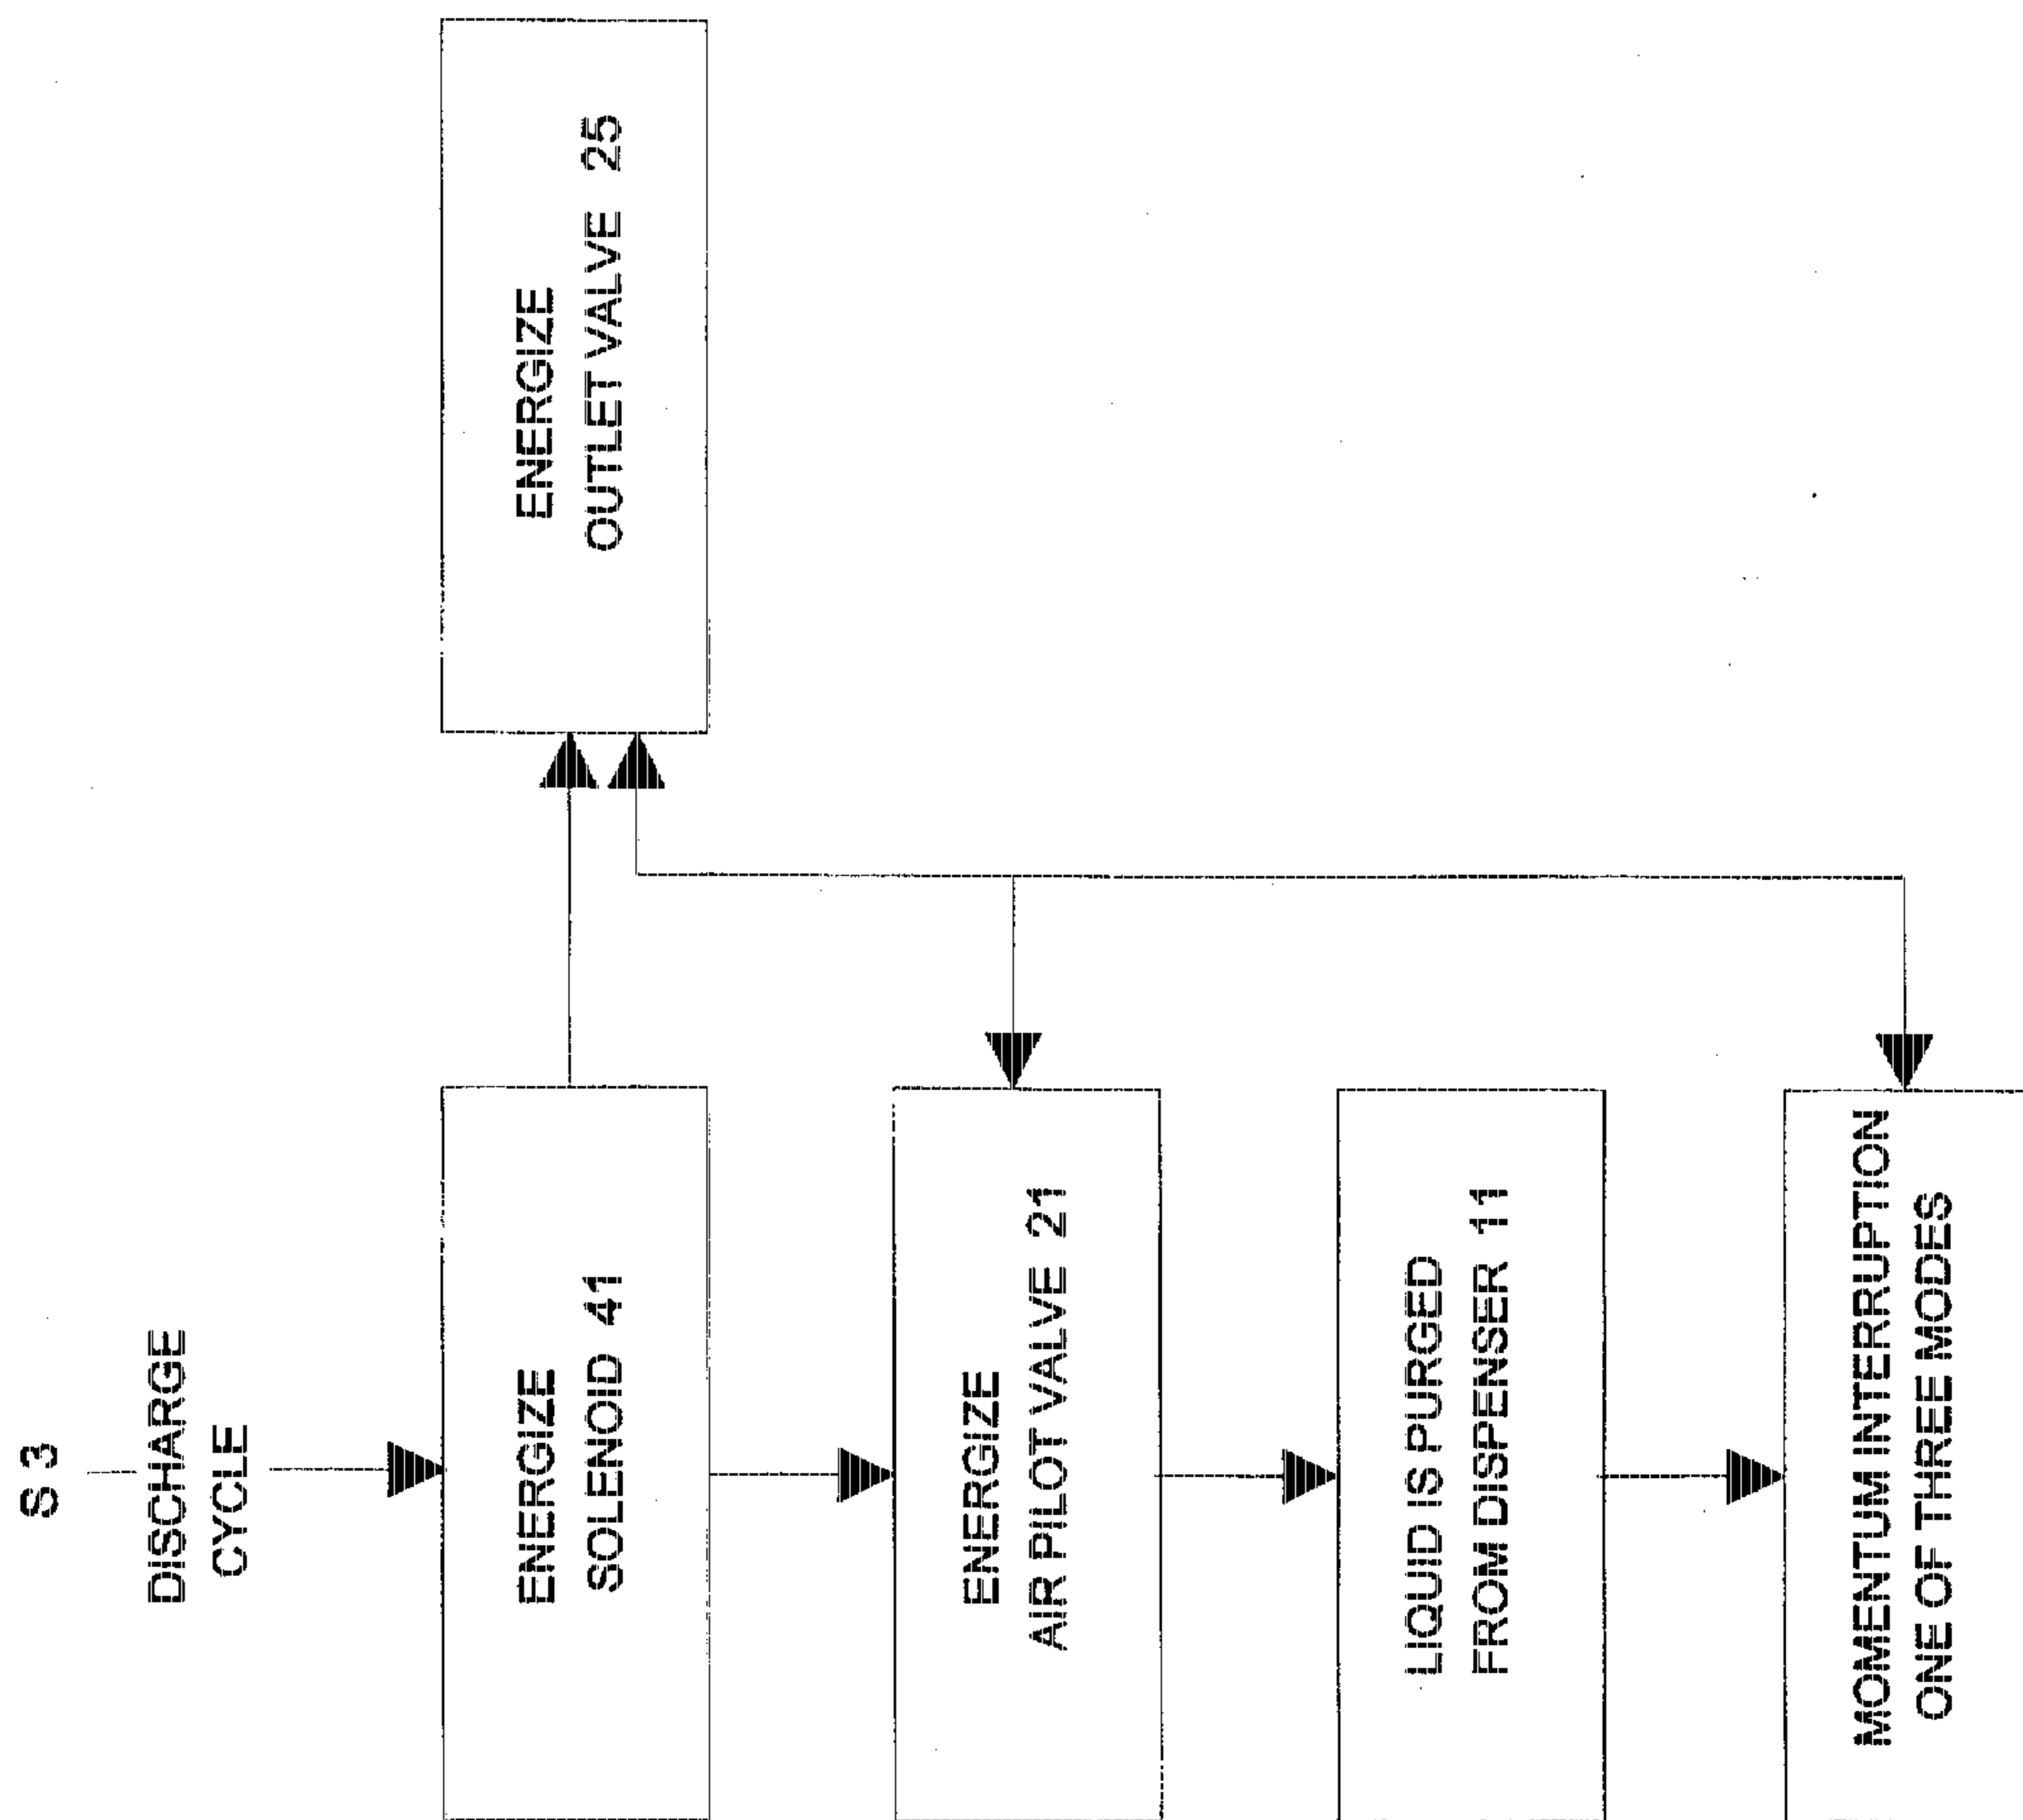 S 3
DISCHARGE
CYCLE
ENERGIZE
SOLENOID 41
ENERGIZE
OUTLET VALVE 25
ENERGIZE
AIR PILOT VALVE 21
LIQUID IS PURGED
FROM DISPENSER 11
MOMENTUM INTERRUPTION
ONE OF THREE MODES